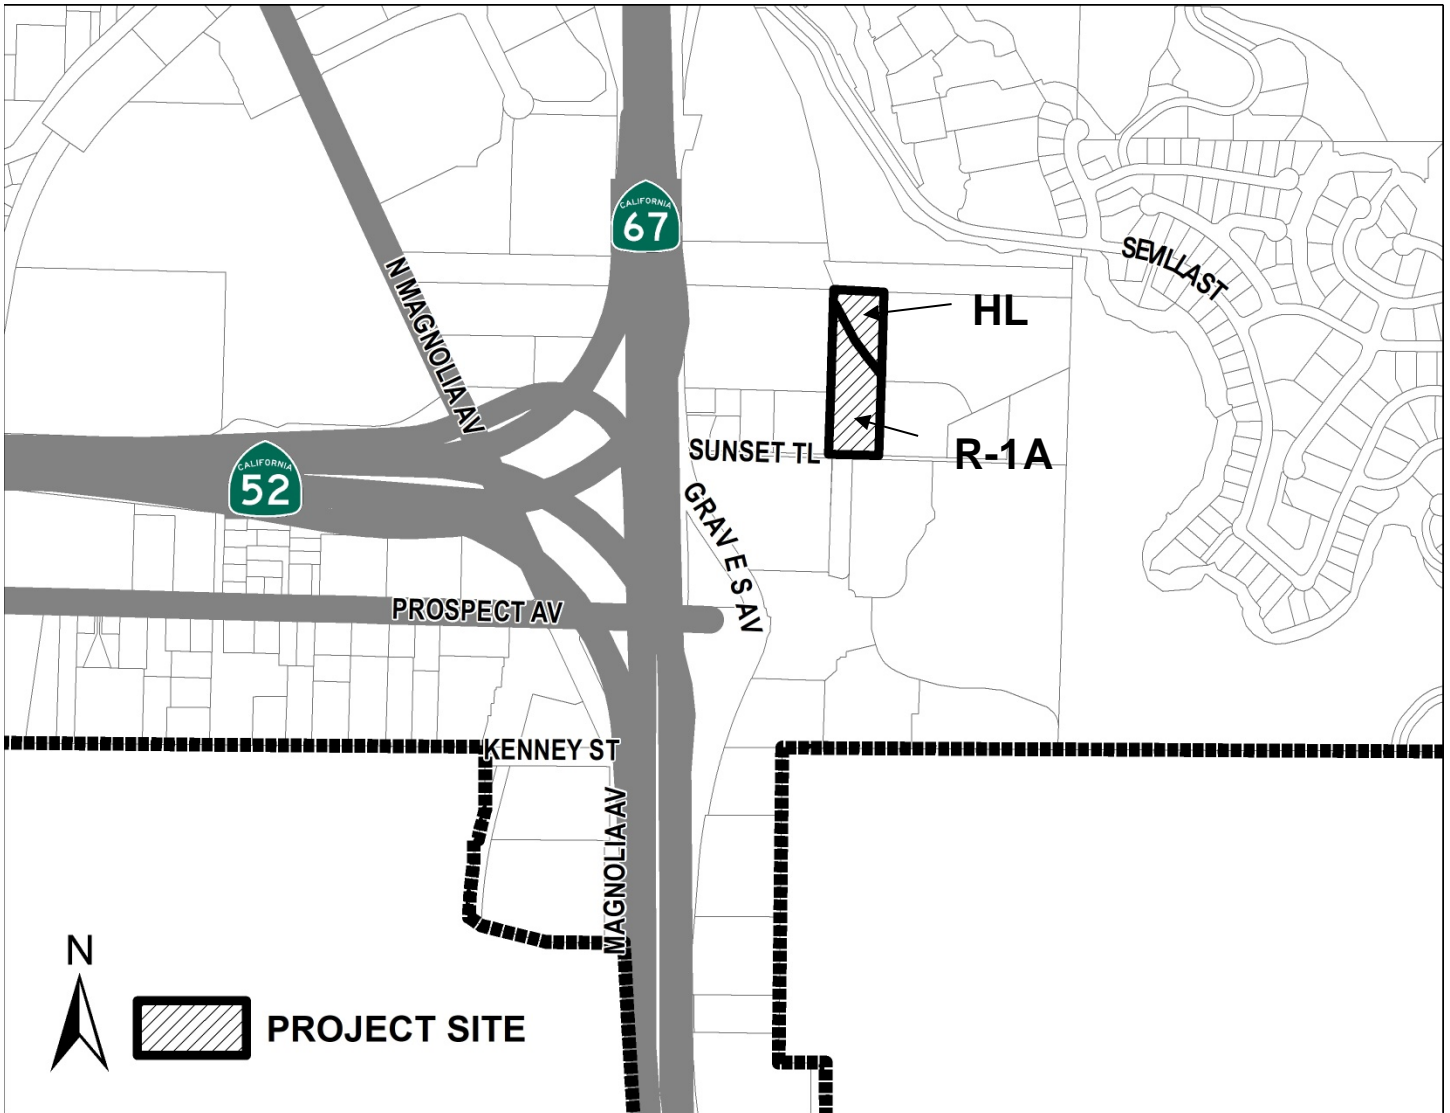 CALIFORNIA
67
N MAGNOLIA AV
SEVILLA ST
HL
SUNSET TL
R-1A
CALIFORNIA
52
GRAVES AV
PROSPECT AV
KENNEY ST
MAGNOLIA AV
N
PROJECT SITE